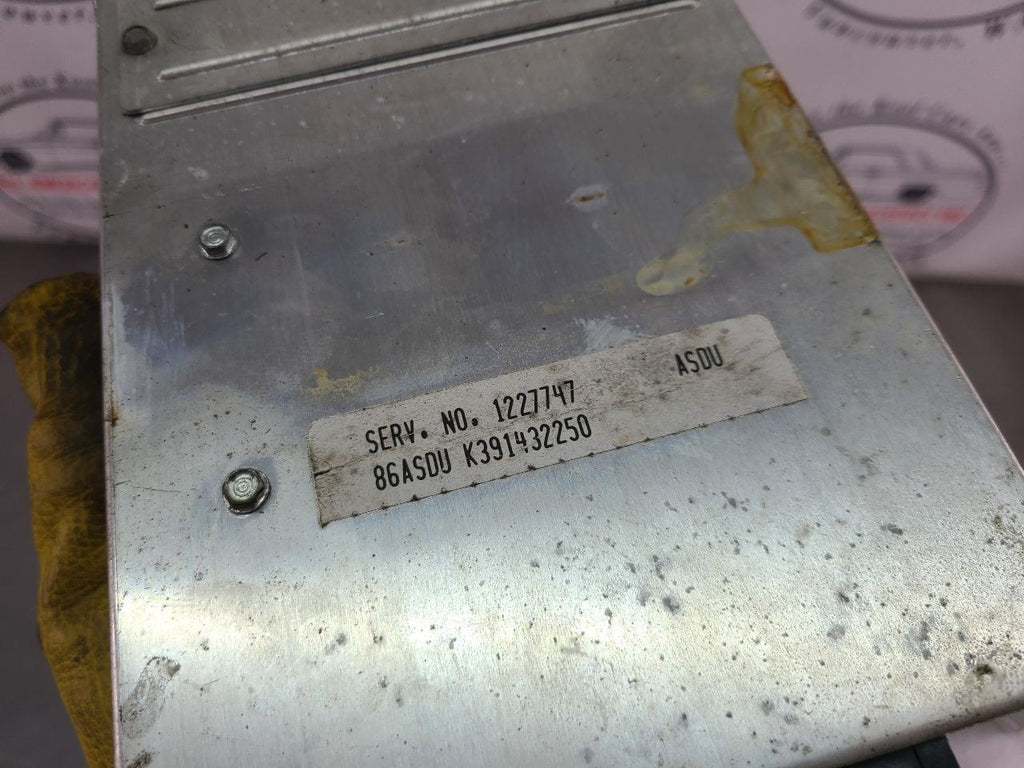 SERV. NO. 1227747 ASDU
86ASDU K391432250